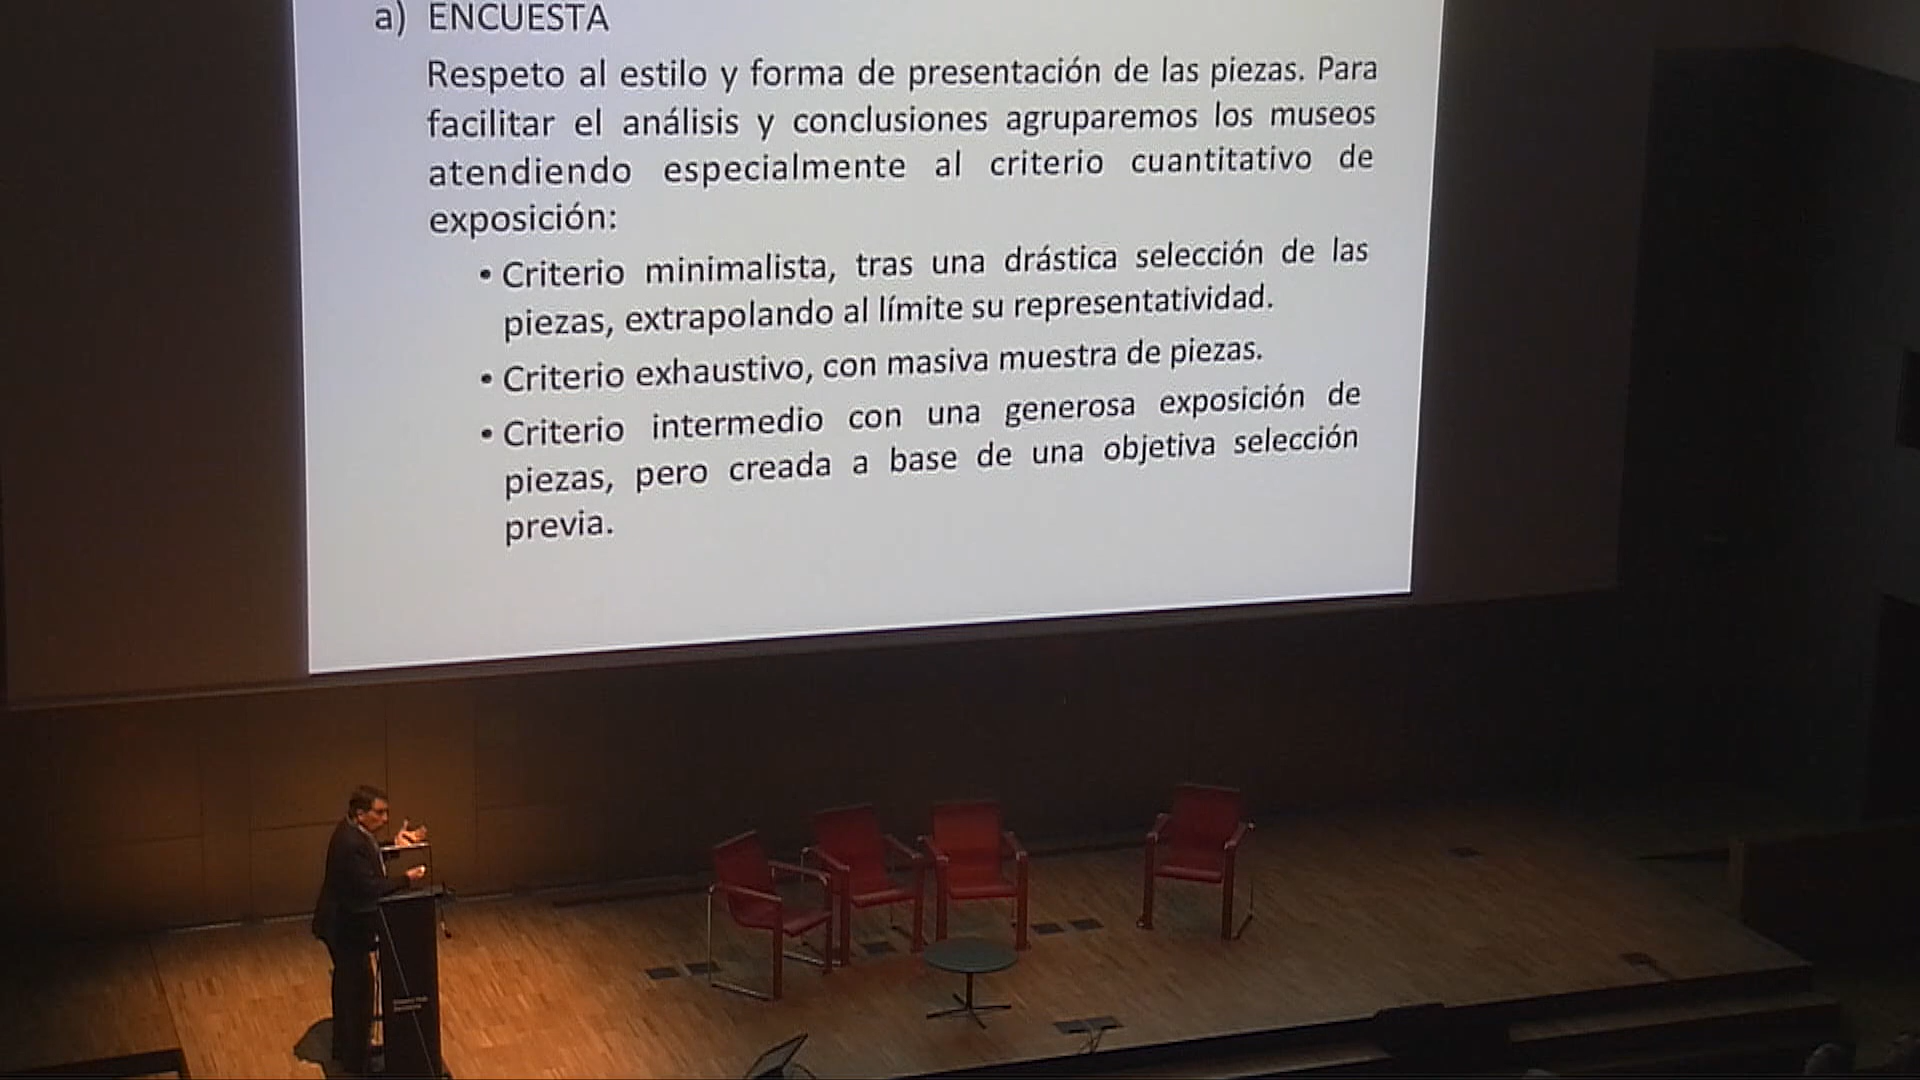 a) ENCUESTA
Respeto al estilo y forma de presentación de las piezas. Para
facilitar el análisis y conclusiones agruparemos los museos
atendiendo especialmente al criterio cuantitativo de
exposición:
• Criterio minimalista, tras una drástica selección de las
piezas, extrapolando al límite su representatividad.
• Criterio exhaustivo, con masiva muestra de piezas.
• Criterio intermedio con una generosa exposición de
piezas, pero creada a base de una objetiva selección
previa.